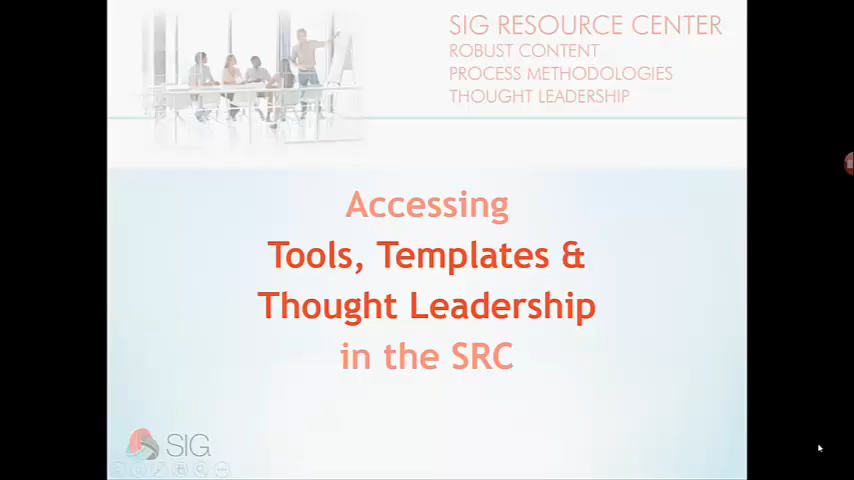 SIG RESOURCE CENTER
ROBUST CONTENT
PROCESS METHODOLOGIES
THOUGHT LEADERSHIP
Accessing
Tools, Templates &
Thought Leadership
in the SRC
SIG